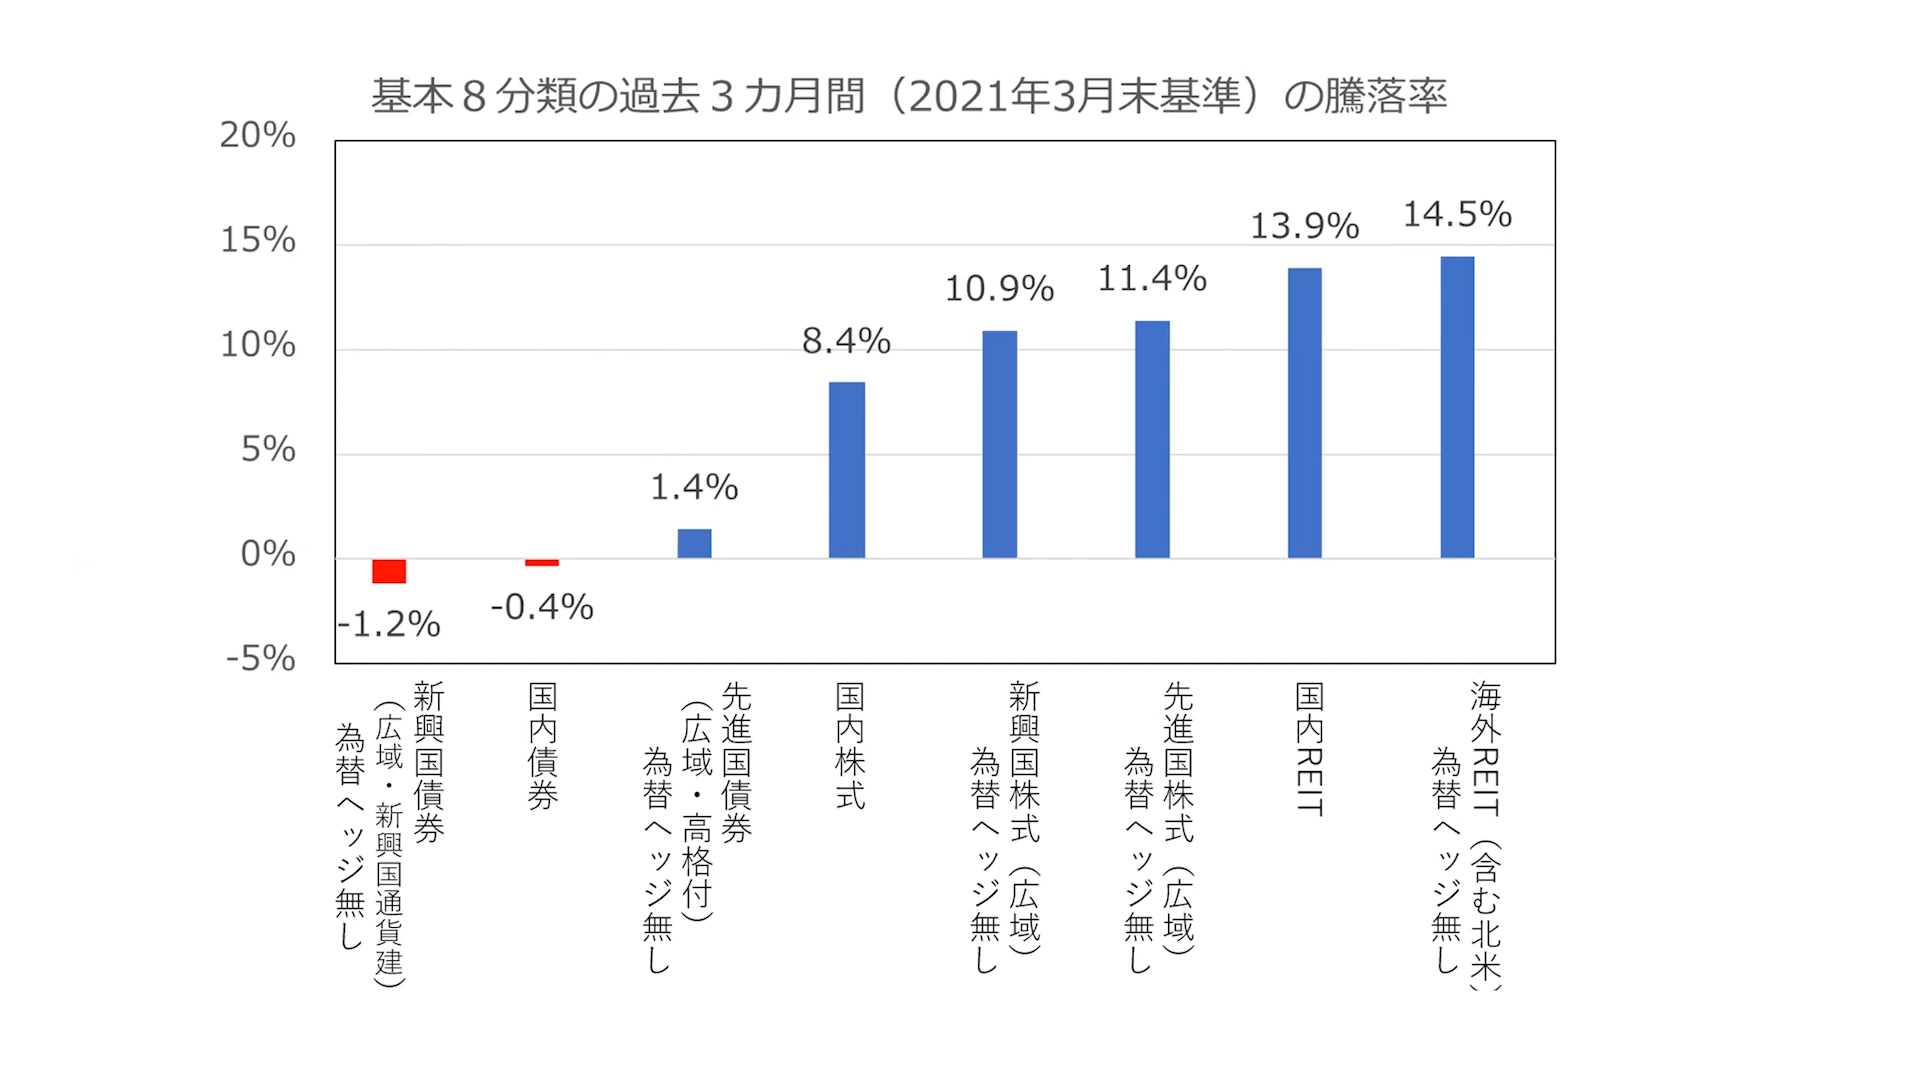 基本８分類の過去３カ月間（2021年3月末基準）の騰落率
20%
15%
10%
5%
0%
-5%
-1.2%
-0.4%
1.4%
8.4%
10.9%
11.4%
13.9%
14.5%
新興国債券
（広域・新興国通貨建）
為替ヘッジ無し
国内債券
先進国債券
（広域・高格付）
為替ヘッジ無し
国内株式
新興国株式（広域）
為替ヘッジ無し
先進国株式（広域）
為替ヘッジ無し
国内REIT
海外REIT（含む北米）
為替ヘッジ無し